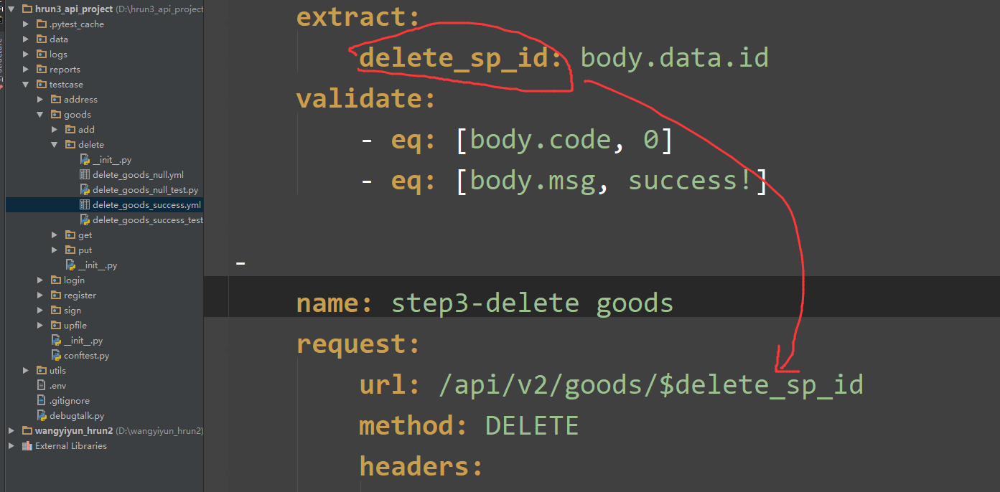 hrun3_api_project (D:\hrun3_api_project
.pytest_cache
data
logs
reports
testcase
address
goods
add
delete
__init__.py
delete_goods_null.yml
delete_goods_null_test.py
delete_goods_success.yml
delete_goods_success_test
get
put
__init__.py
login
register
sign
upfile
__init__.py
conftest.py
utils
.env
.gitignore
debugtalk.py
wangyiyun_hrun2 (D:\wangyiyun_hrun2)
External Libraries
extract:
delete_sp_id: body.data.id
validate:
- eq: [body.code, 0]
- eq: [body.msg, success!]
-
name: step3-delete goods
request:
url: /api/v2/goods/$delete_sp_id
method: DELETE
headers: